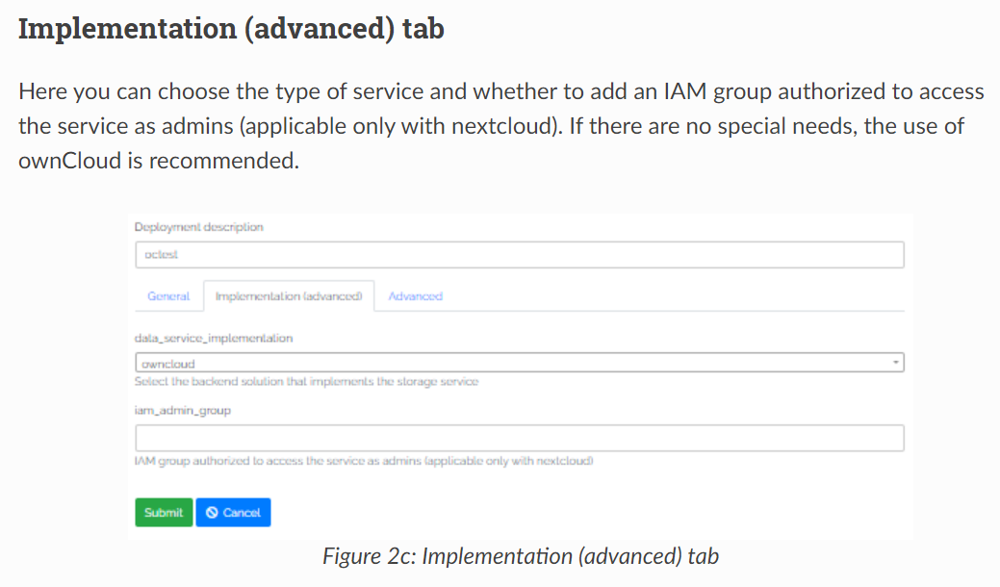 Implementation (advanced) tab
Here you can choose the type of service and whether to add an IAM group authorized to access
the service as admins (applicable only with nextcloud). If there are no special needs, the use of
ownCloud is recommended.
Deployment description
octest
General Implementation (advanced) Advanced
data_service_implementation
owncloud
Select the backend solution that implements the storage service
iam_admin_group
IAM group authorized to access the service as admins (applicable only with nextcloud)
Submit Cancel
Figure 2c: Implementation (advanced) tab